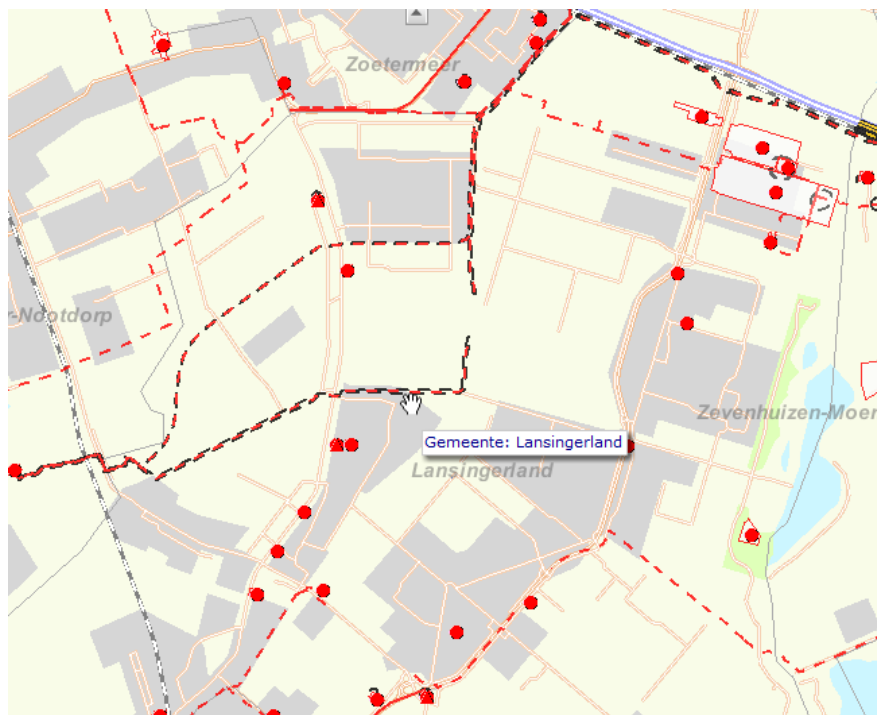 Zoetermeer
r-Nootdorp
Zevenhuizen-Moer
Gemeente: Lansingerland
Lansingerland